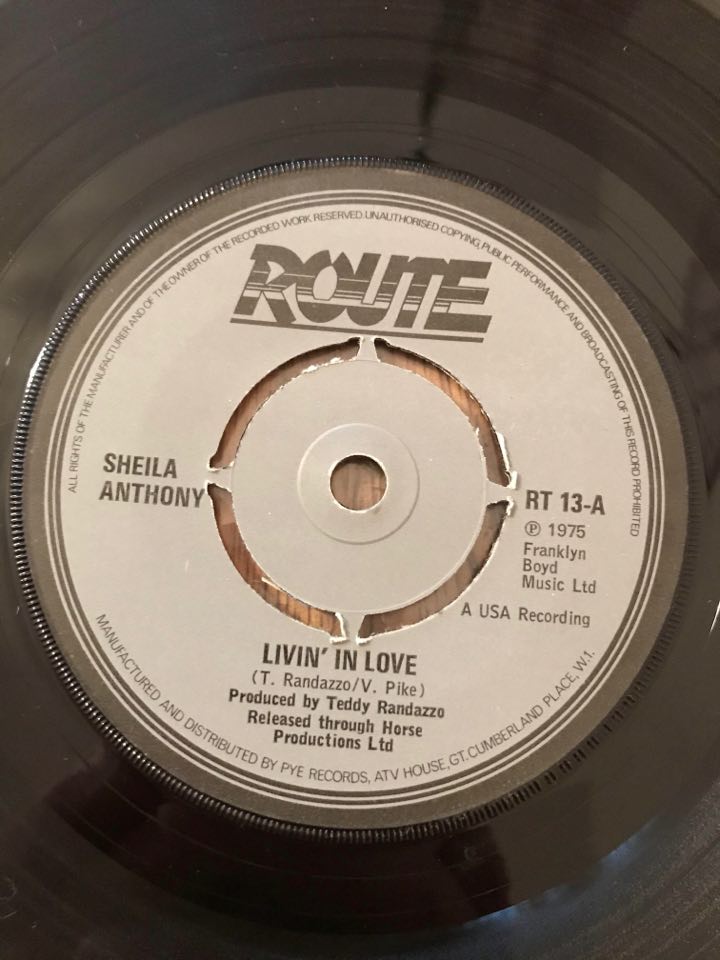 ALL RIGHTS OF THE MANUFACTURER AND OF THE OWNER OF THE RECORDED WORK RESERVED. UNAUTHORISED COPYING, PUBLIC PERFORMANCE AND BROADCASTING OF THIS RECORD PROHIBITED
ROUTE
SHEILA
ANTHONY
RT 13-A
℗ 1975
Franklyn
Boyd
Music Ltd
A USA Recording
LIVIN' IN LOVE
(T. Randazzo/V. Pike)
Produced by Teddy Randazzo
Released through Horse
Productions Ltd
MANUFACTURED AND DISTRIBUTED BY PYE RECORDS, ATV HOUSE, GT. CUMBERLAND PLACE, W.1.